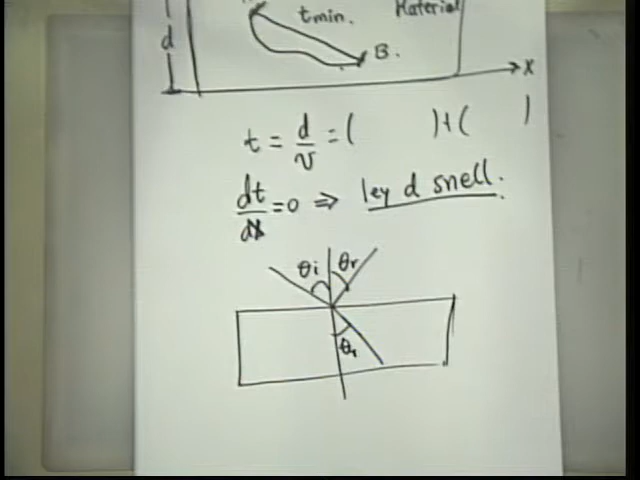 tmin. Material
d
B.
x
t = d/v = ( )+( )
dt/dx =0 ⇒ ley d snell.
θi θr
θt